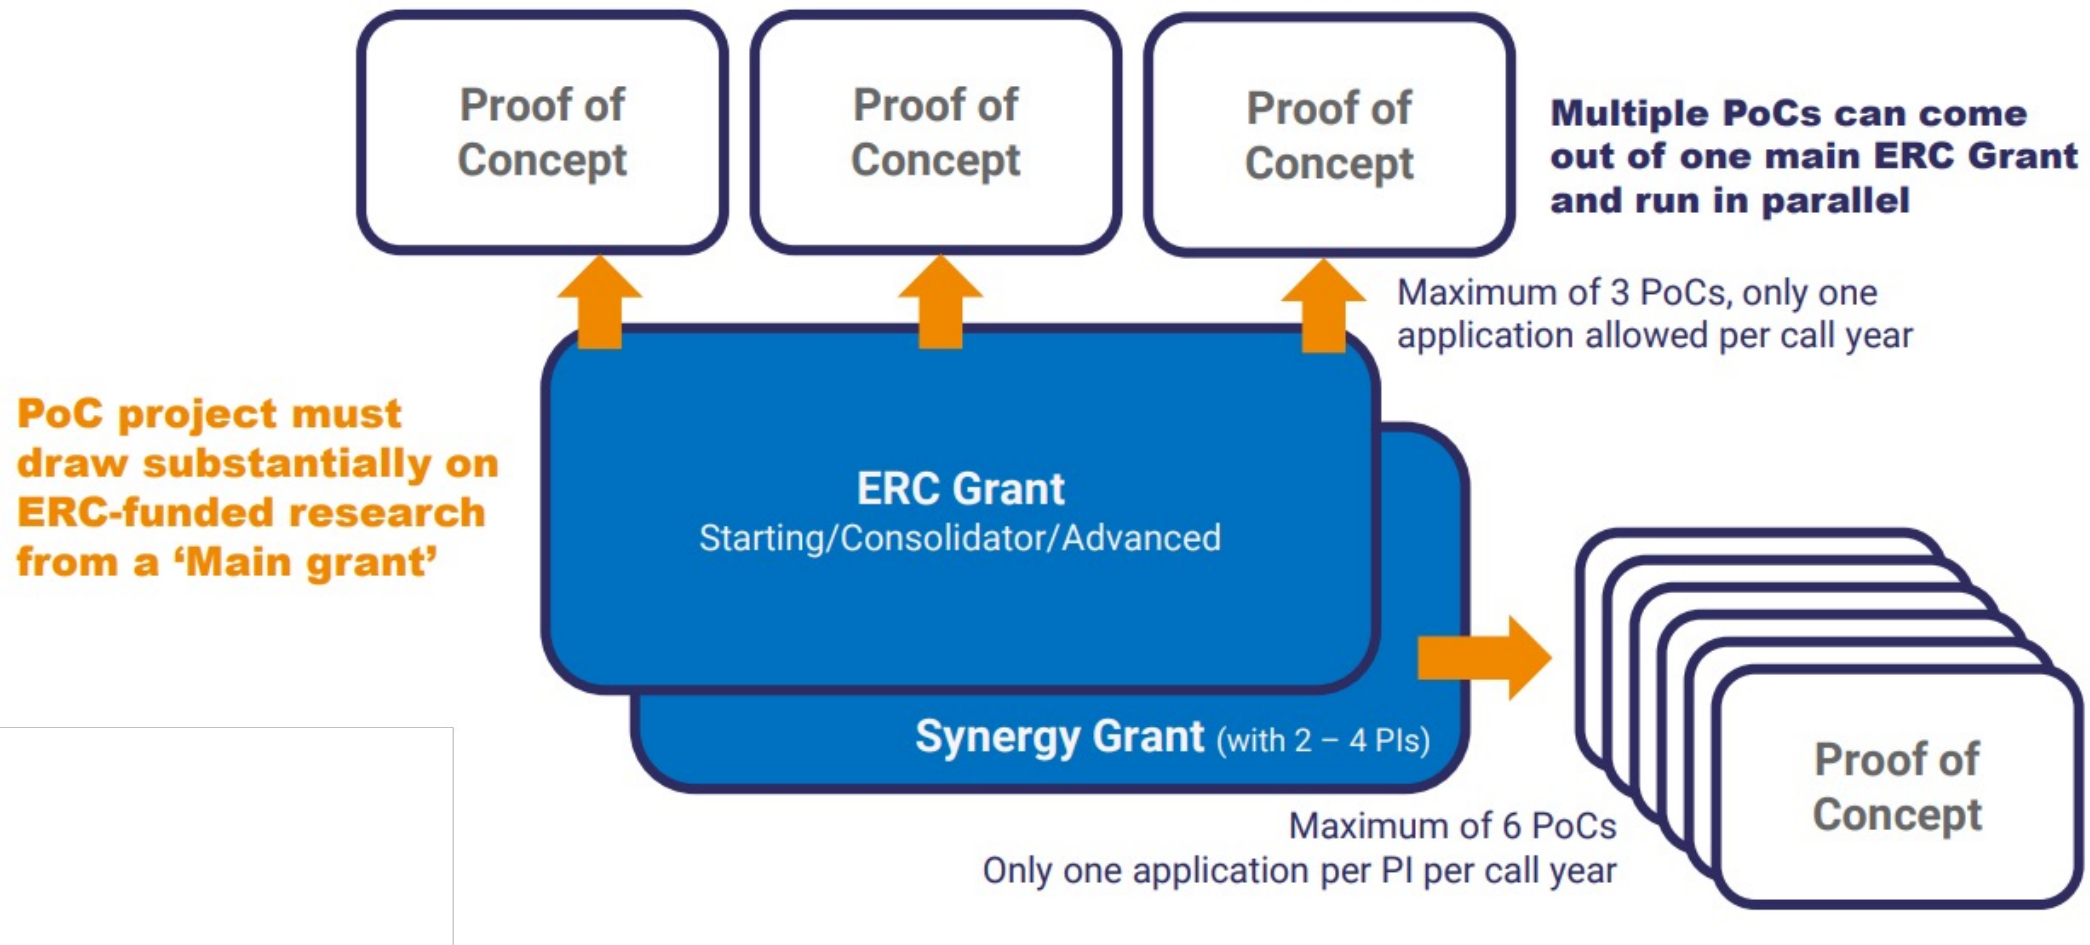 Proof of
Concept
Proof of
Concept
Proof of
Concept
Multiple PoCs can come
out of one main ERC Grant
and run in parallel
Maximum of 3 PoCs, only one
application allowed per call year
PoC project must
draw substantially on
ERC-funded research
from a ‘Main grant’
ERC Grant
Starting/Consolidator/Advanced
Synergy Grant (with 2 – 4 PIs)
Maximum of 6 PoCs
Only one application per PI per call year
Proof of
Concept